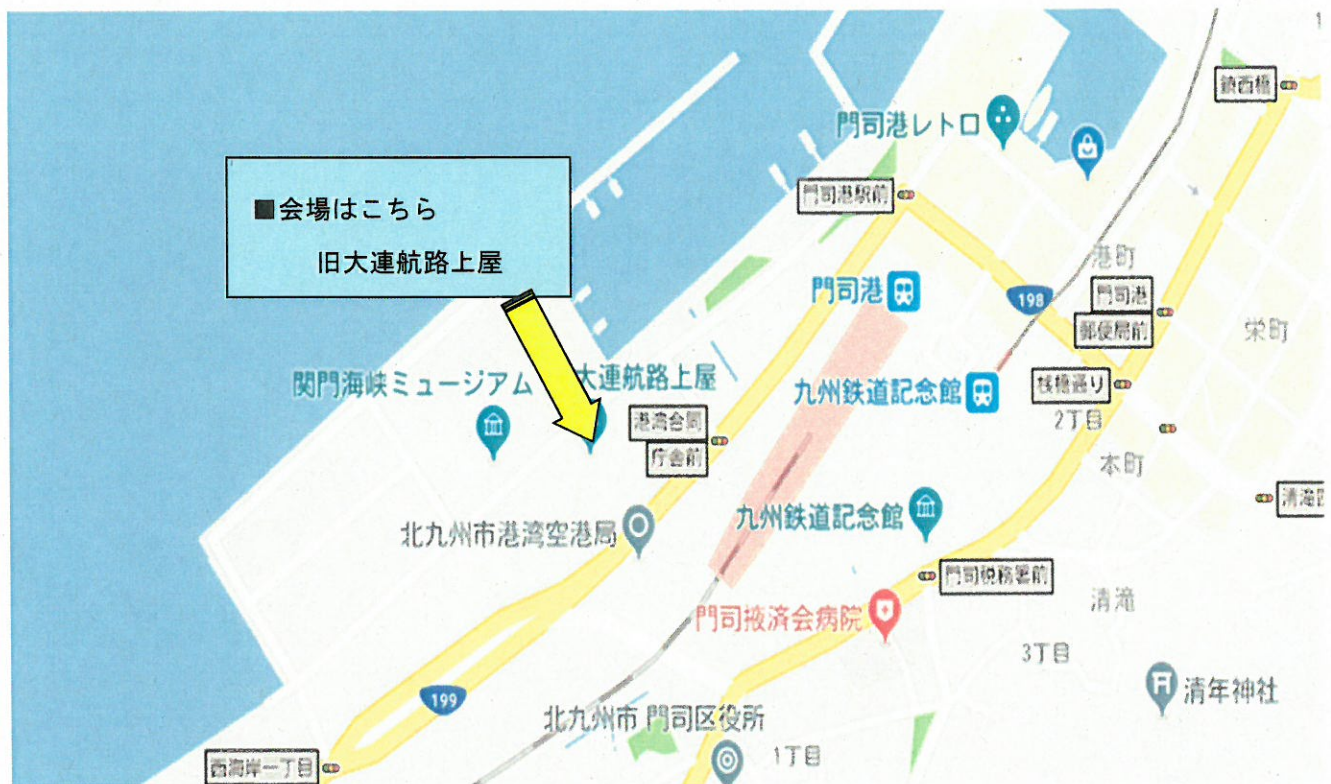 鎮西橋
門司港レトロ
■会場はこちら
旧大連航路上屋
門司港駅前
港町
門司港
198
門司港
郵便局前
栄町
関門海峡ミュージアム
大連航路上屋
九州鉄道記念館
桟橋通り
2丁目
港湾合同
庁舎前
本町
清滝
九州鉄道記念館
北九州市港湾空港局
門司税務署前
清滝
門司掖済会病院
3丁目
199
清年神社
北九州市 門司区役所
1丁目
西海岸一丁目